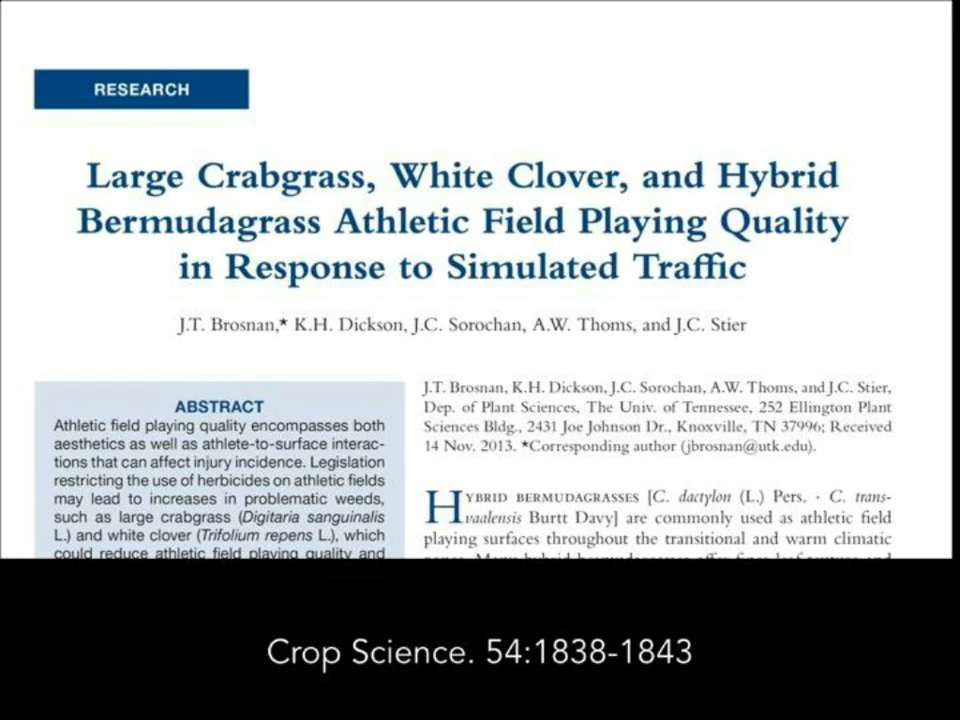 RESEARCH
Large Crabgrass, White Clover, and Hybrid
Bermudagrass Athletic Field Playing Quality
in Response to Simulated Traffic
J.T. Brosnan,* K.H. Dickson, J.C. Sorochan, A.W. Thoms, and J.C. Stier
ABSTRACT
Athletic field playing quality encompasses both
aesthetics as well as athlete-to-surface interac-
tions that can affect injury incidence. Legislation
restricting the use of herbicides on athletic fields
may lead to increases in problematic weeds,
such as large crabgrass (Digitaria sanguinalis
L.) and white clover (Trifolium repens L.), which
could reduce athletic field playing quality and
J.T. Brosnan, K.H. Dickson, J.C. Sorochan, A.W. Thoms, and J.C. Stier,
Dep. of Plant Sciences, The Univ. of Tennessee, 252 Ellington Plant
Sciences Bldg., 2431 Joe Johnson Dr., Knoxville, TN 37996; Received
14 Nov. 2013. *Corresponding author (jbrosnan@utk.edu).
HYBRID BERMUDAGRASSES [C. dactylon (L.) Pers. · C. trans-
vaalensis Burtt Davy] are commonly used as athletic field
playing surfaces throughout the transitional and warm climatic
Crop Science. 54:1838-1843